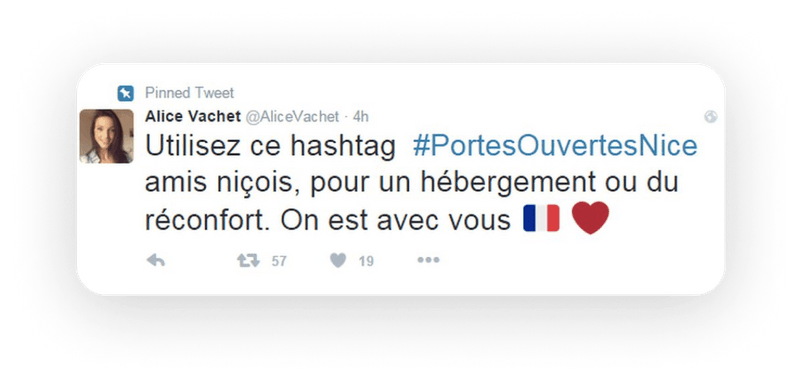 Pinned Tweet
Alice Vachet @AliceVachet · 4h
Utilisez ce hashtag #PortesOuvertesNice
amis niçois, pour un hébergement ou du
réconfort. On est avec vous 🇫🇷 ❤
57 19